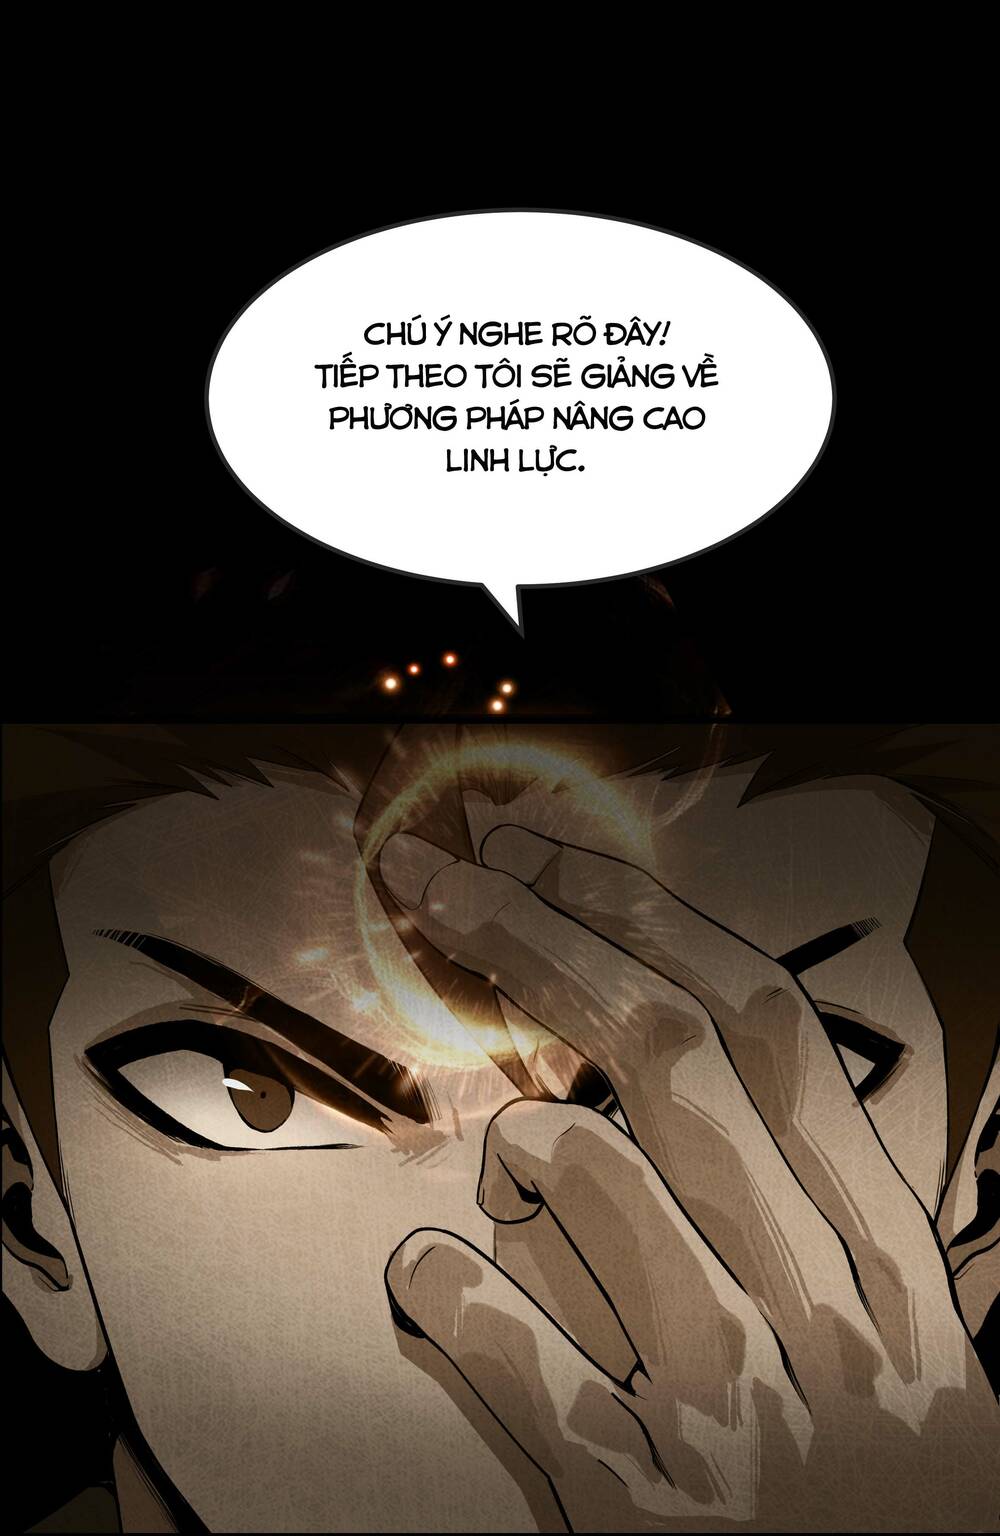 CHÚ Ý NGHE RÕ ĐÂY!
TIẾP THEO TÔI SẼ GIẢNG VỀ
PHƯƠNG PHÁP NÂNG CAO
LINH LỰC.